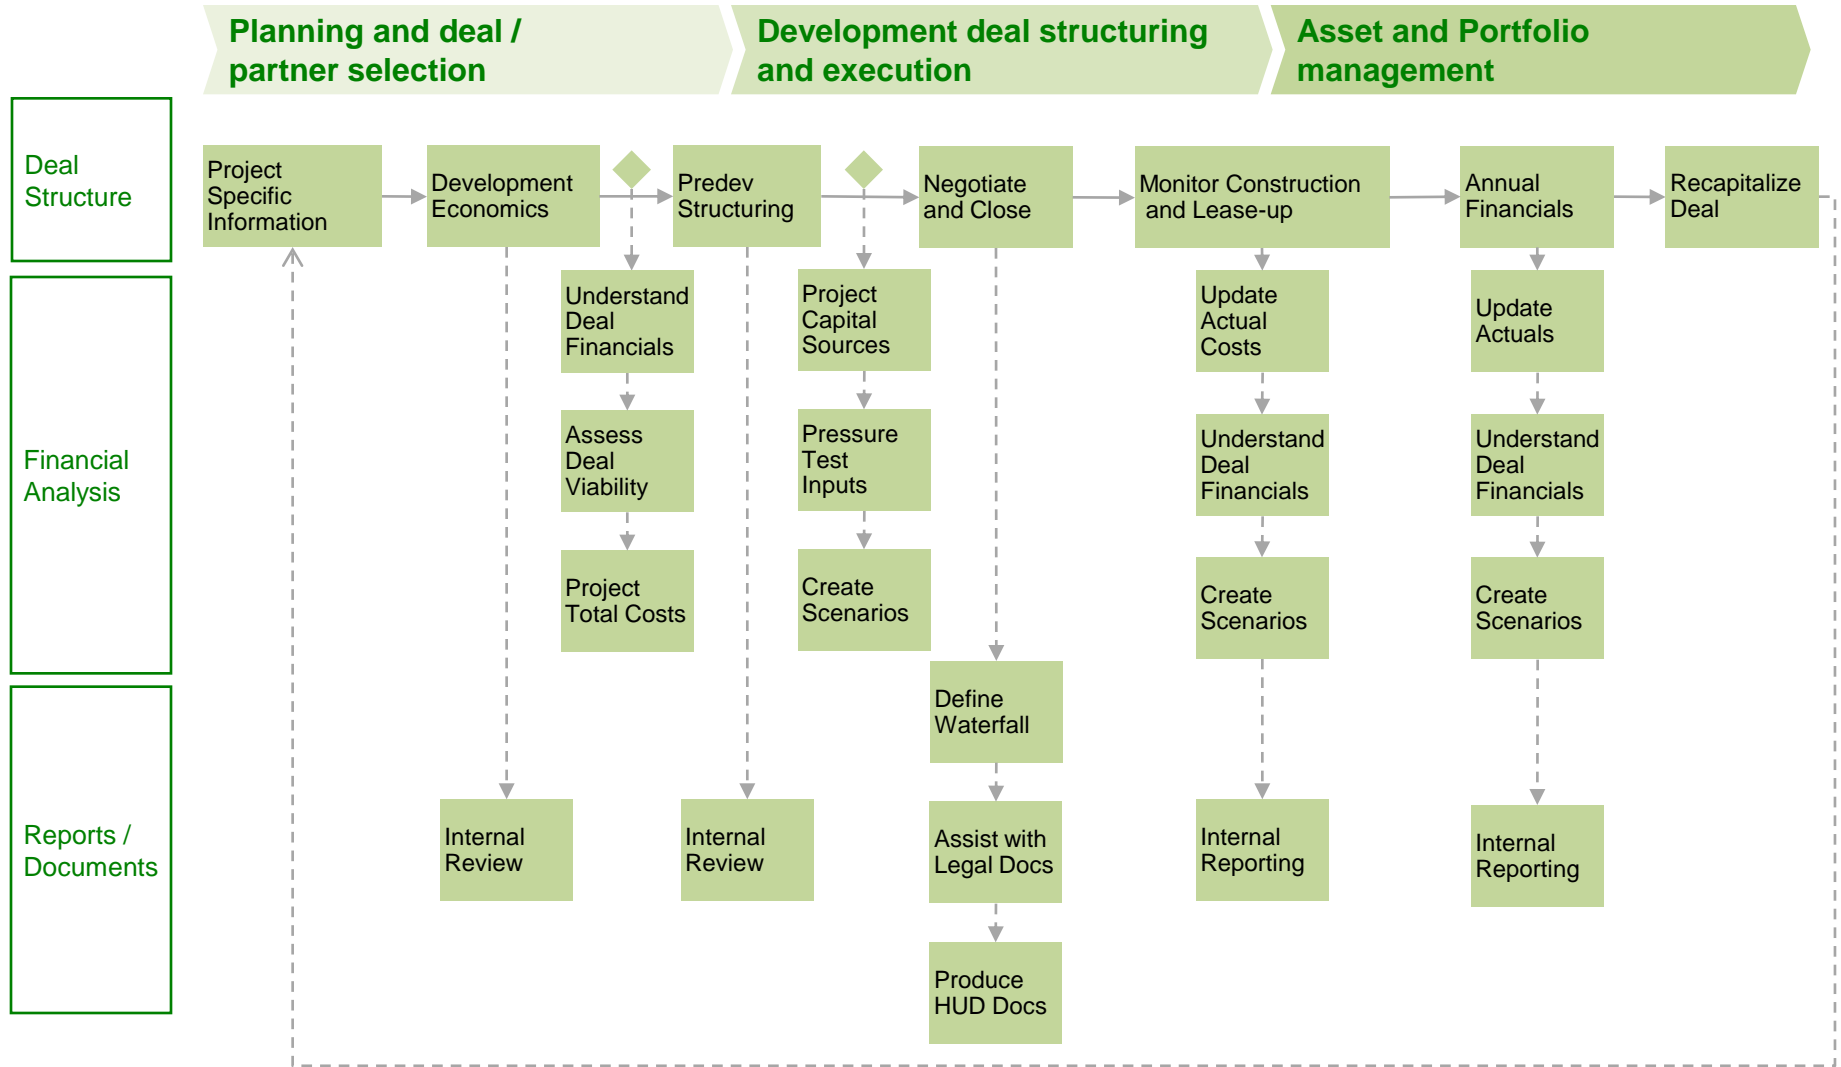 Planning and deal /
partner selection
Development deal structuring
and execution
Asset and Portfolio
management
Deal
Structure
Project
Specific
Information
Development
Economics
Predev
Structuring
Negotiate
and Close
Monitor Construction
and Lease-up
Annual
Financials
Recapitalize
Deal
Financial
Analysis
Understand
Deal
Financials
Assess
Deal
Viability
Project
Total Costs
Project
Capital
Sources
Pressure
Test
Inputs
Create
Scenarios
Update
Actual
Costs
Understand
Deal
Financials
Create
Scenarios
Update
Actuals
Understand
Deal
Financials
Create
Scenarios
Reports /
Documents
Internal
Review
Internal
Review
Define
Waterfall
Assist with
Legal Docs
Produce
HUD Docs
Internal
Reporting
Internal
Reporting